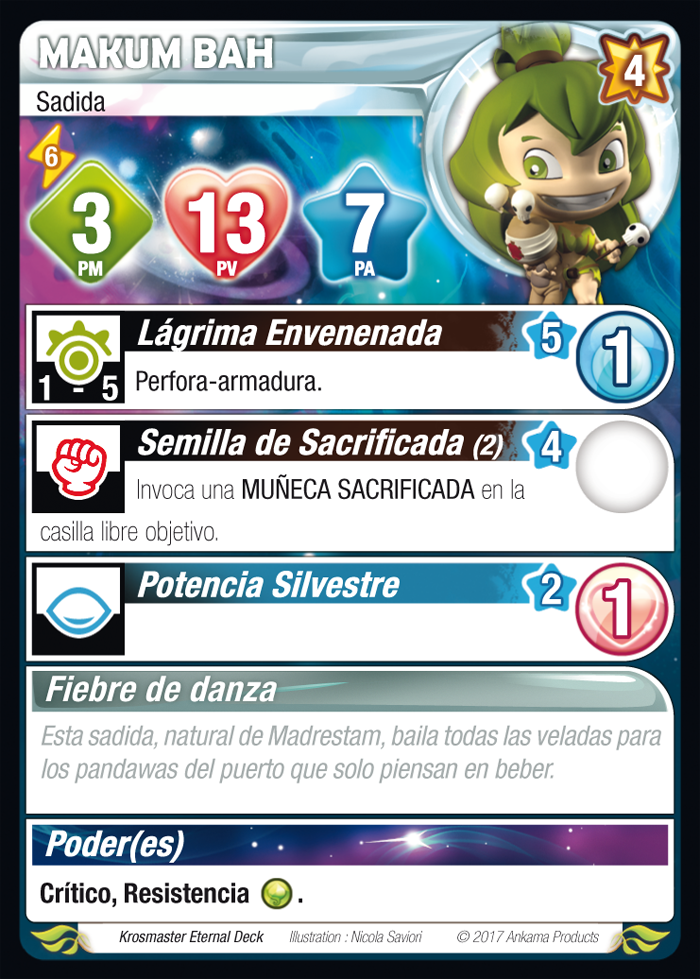 MAKUM BAH
4
Sadida
6
3
PM
13
PV
7
PA
Lágrima Envenenada
5
1
1 - 5
Perfora-armadura.
Semilla de Sacrificada (2)
4
Invoca una MUÑECA SACRIFICADA en la
casilla libre objetivo.
Potencia Silvestre
2
1
Fiebre de danza
Esta sadida, natural de Madrestam, baila todas las veladas para
los pandawas del puerto que solo piensan en beber.
Poder(es)
Crítico, Resistencia .
Krosmaster Eternal Deck Illustration : Nicola Saviori © 2017 Ankama Products